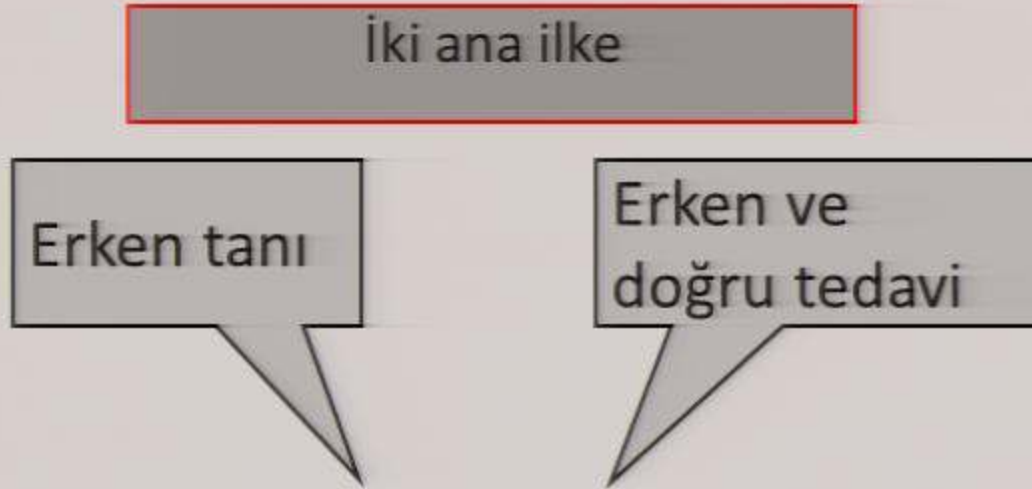 İki ana ilke
Erken tanı
Erken ve
doğru tedavi